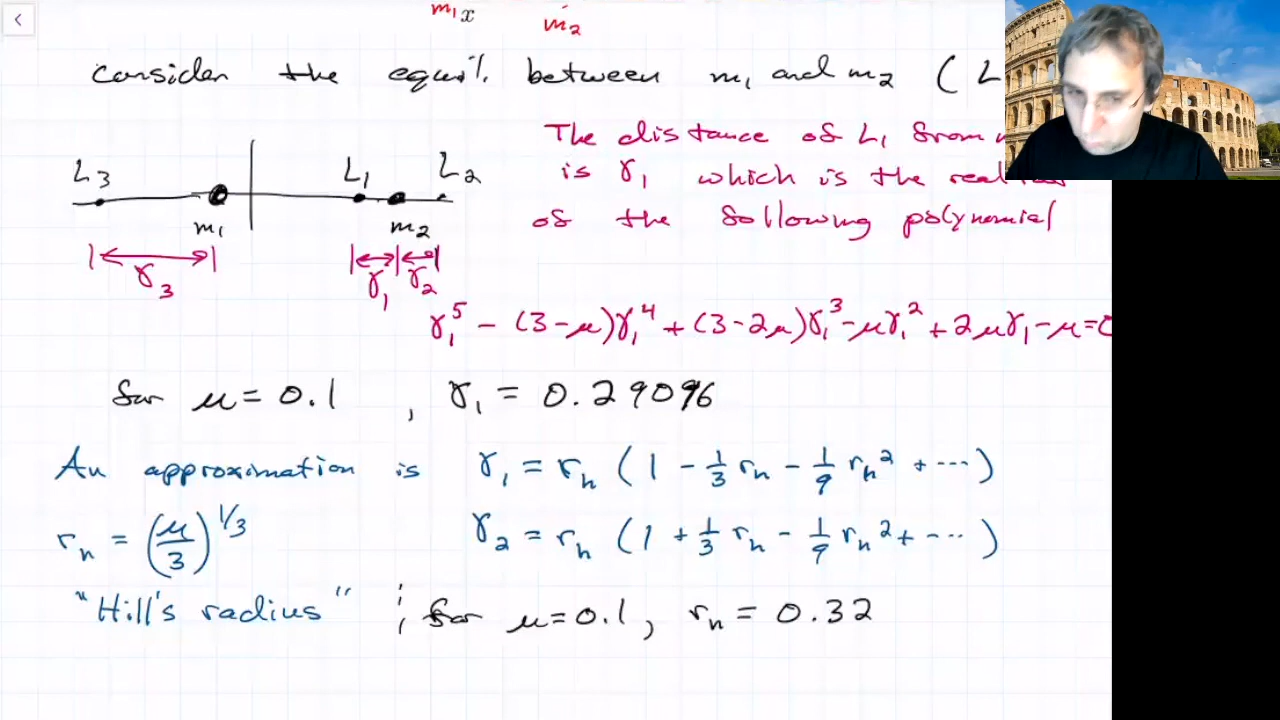 m₁x m₂
consider the equil. between m₁ and m₂ ( L
The distance of L₁ from
is γ₁ which is the real
of the following polynomial
L₃ L₁ L₂
m₁ m₂
γ₃ γ₁ γ₂
γ₁⁵ - (3-μ)γ₁⁴ + (3-2μ)γ₁³ - μγ₁² + 2μγ₁ - μ = 0
for μ = 0.1 , γ₁ = 0.29096
An approximation is γ₁ = rₕ (1 - 1/3 rₕ - 1/9 rₕ² + ⋯)
rₕ = (μ/3)^1/3 γ₂ = rₕ (1 + 1/3 rₕ - 1/9 rₕ² + ⋯)
"Hill's radius" ; for μ = 0.1, rₕ = 0.32